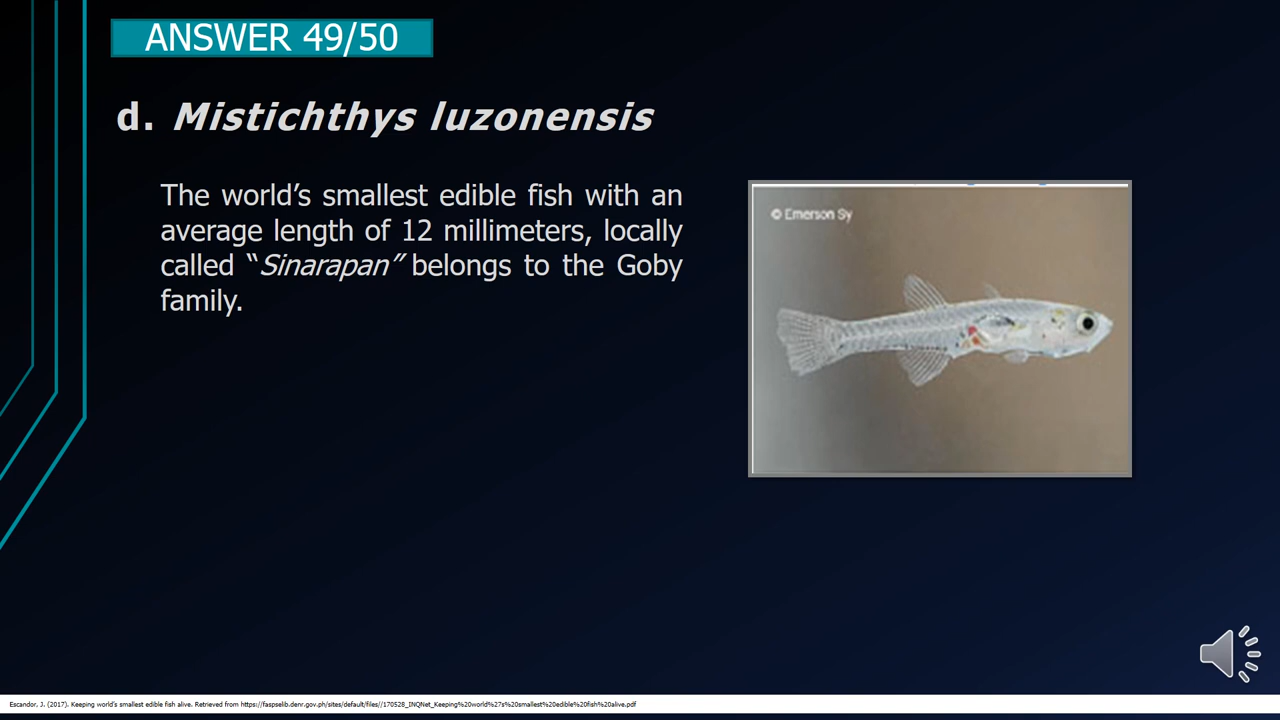 ANSWER 49/50
d. Mistichthys luzonensis
The world’s smallest edible fish with an
average length of 12 millimeters, locally
called “Sinarapan” belongs to the Goby
family.
© Emerson Sy
Escandor, J. (2017). Keeping world's smallest edible fish alive. Retrieved from https://faspselib.denr.gov.ph/sites/default/files//170528_INQNet_Keeping%20world%27s%20smallest%20edible%20fish%20alive.pdf